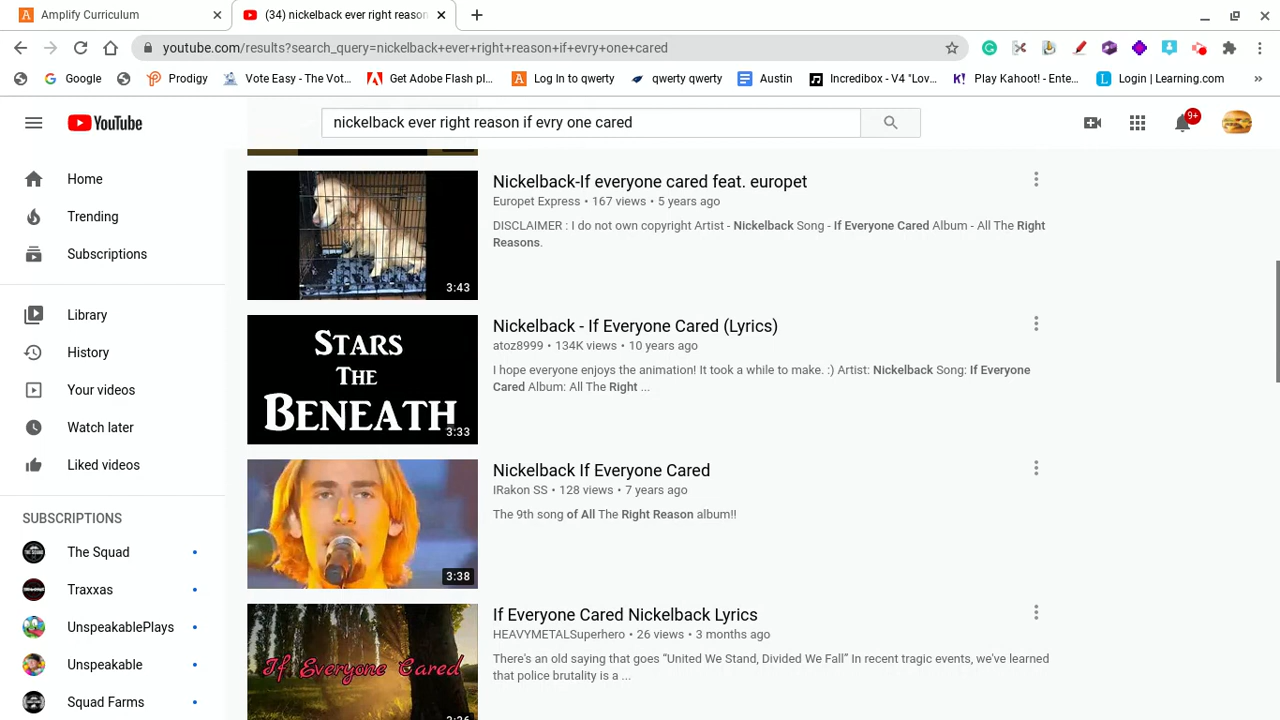 Amplify Curriculum
(34) nickelback ever right reason
youtube.com/results?search_query=nickelback+ever+right+reason+if+evry+one+cared
Google
Prodigy
Vote Easy - The Vot...
Get Adobe Flash pl...
Log In to qwerty
qwerty qwerty
Austin
Incredibox - V4 "Lov...
Play Kahoot! - Ente...
Login | Learning.com
»
YouTube
nickelback ever right reason if evry one cared
9+
Home
Trending
Subscriptions
Library
History
Your videos
Watch later
Liked videos
SUBSCRIPTIONS
The Squad
Traxxas
UnspeakablePlays
Unspeakable
Squad Farms
3:43
Nickelback-If everyone cared feat. europet
Europet Express • 167 views • 5 years ago
DISCLAIMER : I do not own copyright Artist - Nickelback Song - If Everyone Cared Album - All The Right
Reasons.
STARS
THE
BENEATH
3:33
Nickelback - If Everyone Cared (Lyrics)
atoz8999 • 134K views • 10 years ago
I hope everyone enjoys the animation! It took a while to make. :) Artist: Nickelback Song: If Everyone
Cared Album: All The Right ...
3:38
Nickelback If Everyone Cared
IRakon SS • 128 views • 7 years ago
The 9th song of All The Right Reason album!!
If Everyone Cared
If Everyone Cared Nickelback Lyrics
HEAVYMETALSuperhero • 26 views • 3 months ago
There's an old saying that goes “United We Stand, Divided We Fall” In recent tragic events, we've learned
that police brutality is a ...